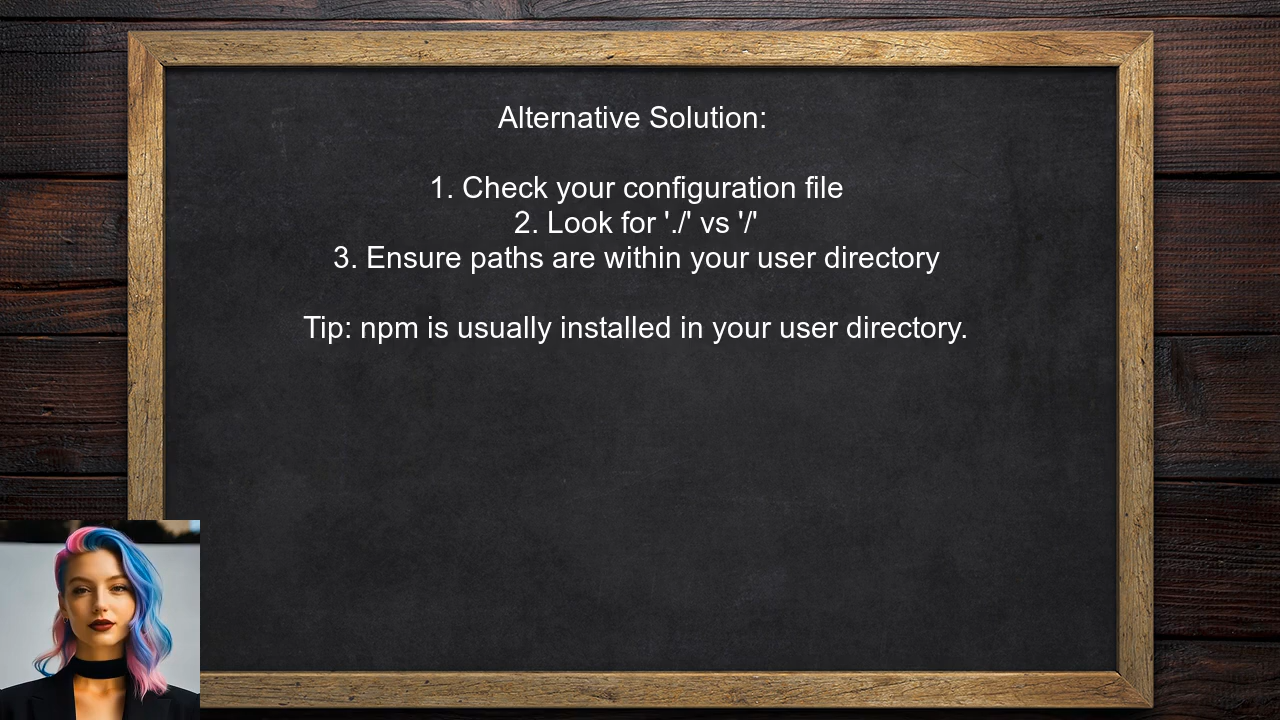 Alternative Solution:
1. Check your configuration file
2. Look for './' vs '/'
3. Ensure paths are within your user directory
Tip: npm is usually installed in your user directory.